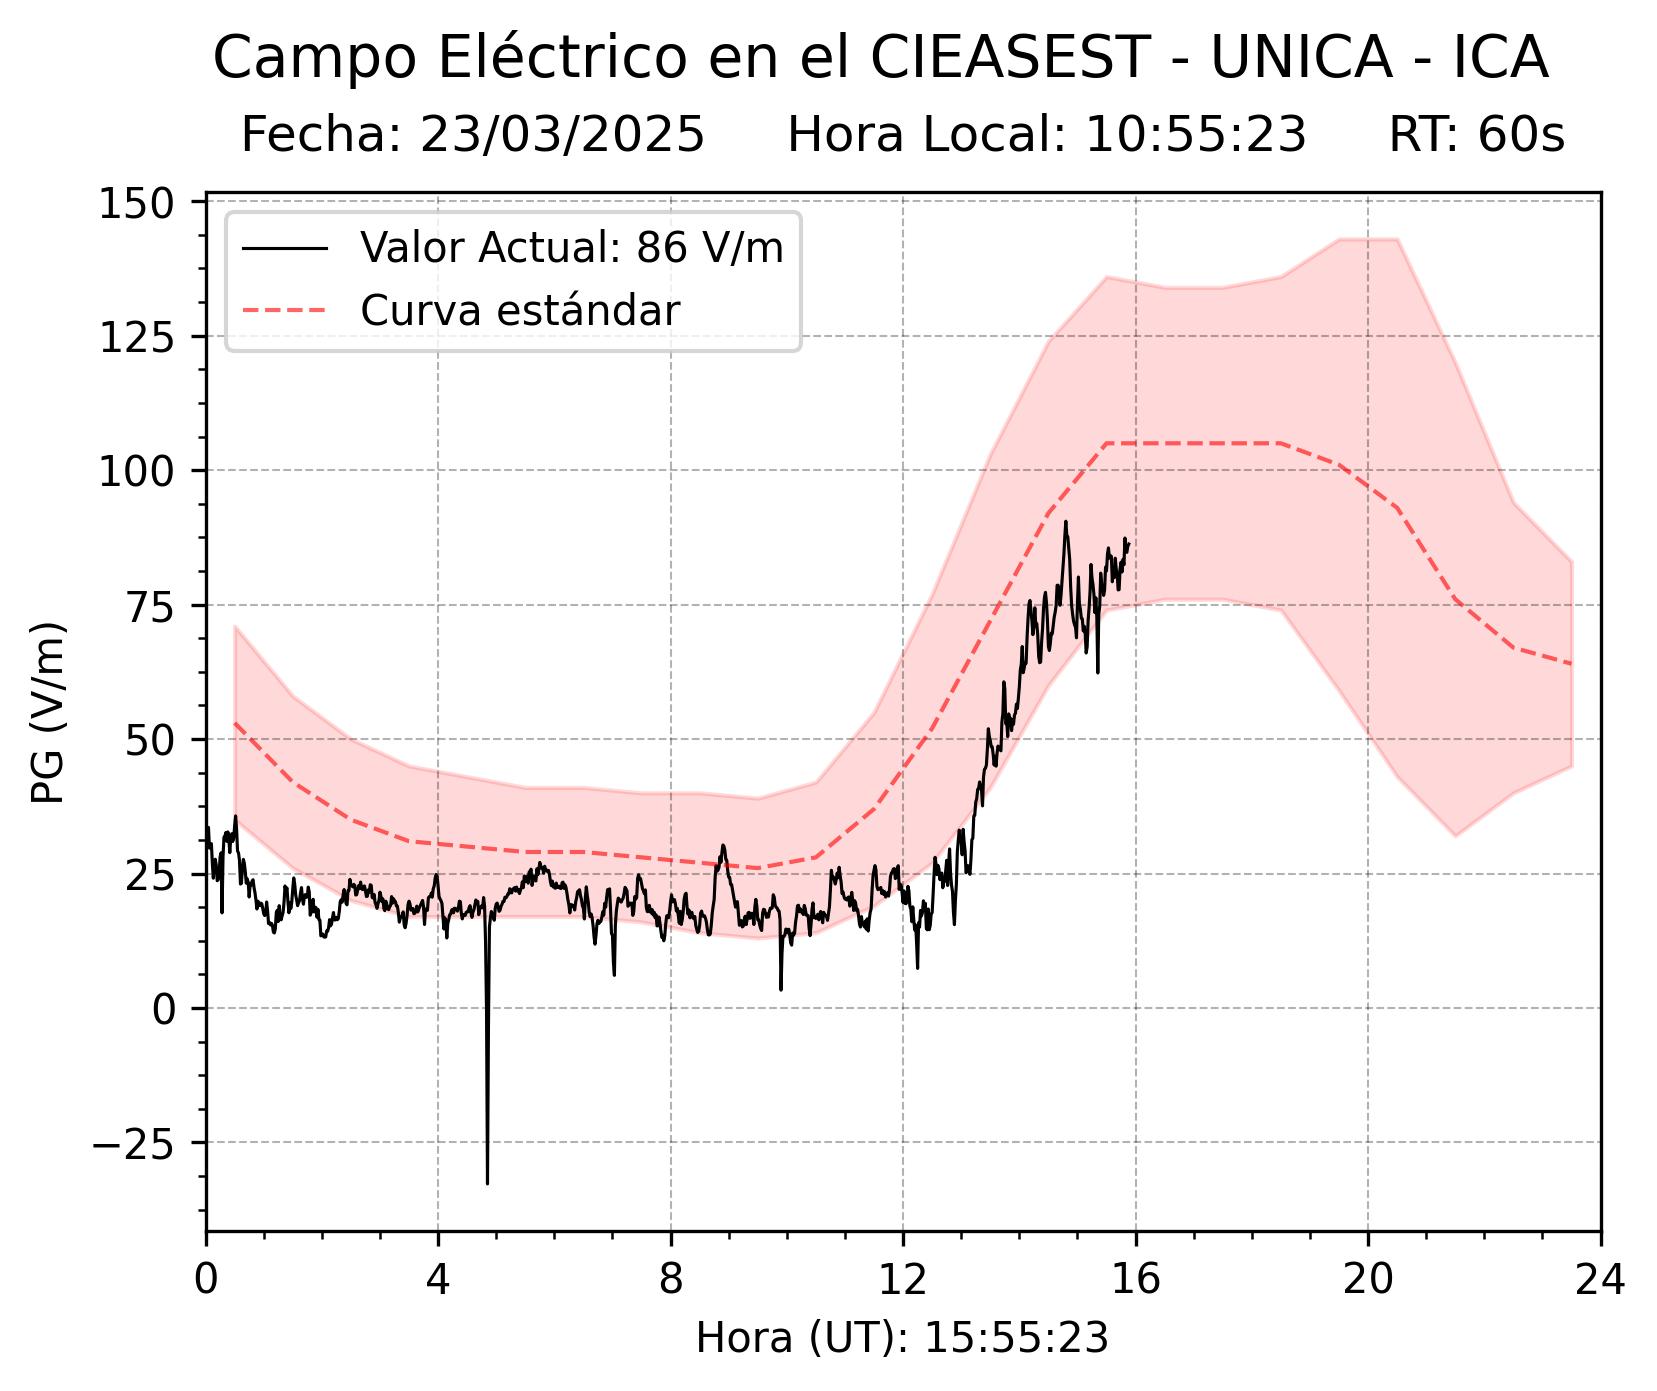 Campo Eléctrico en el CIEASEST - UNICA - ICA
Fecha: 23/03/2025 Hora Local: 10:55:23 RT: 60s
Valor Actual: 86 V/m
Curva estándar
PG (V/m)
150
125
100
75
50
25
0
−25
0 4 8 12 16 20 24
Hora (UT): 15:55:23